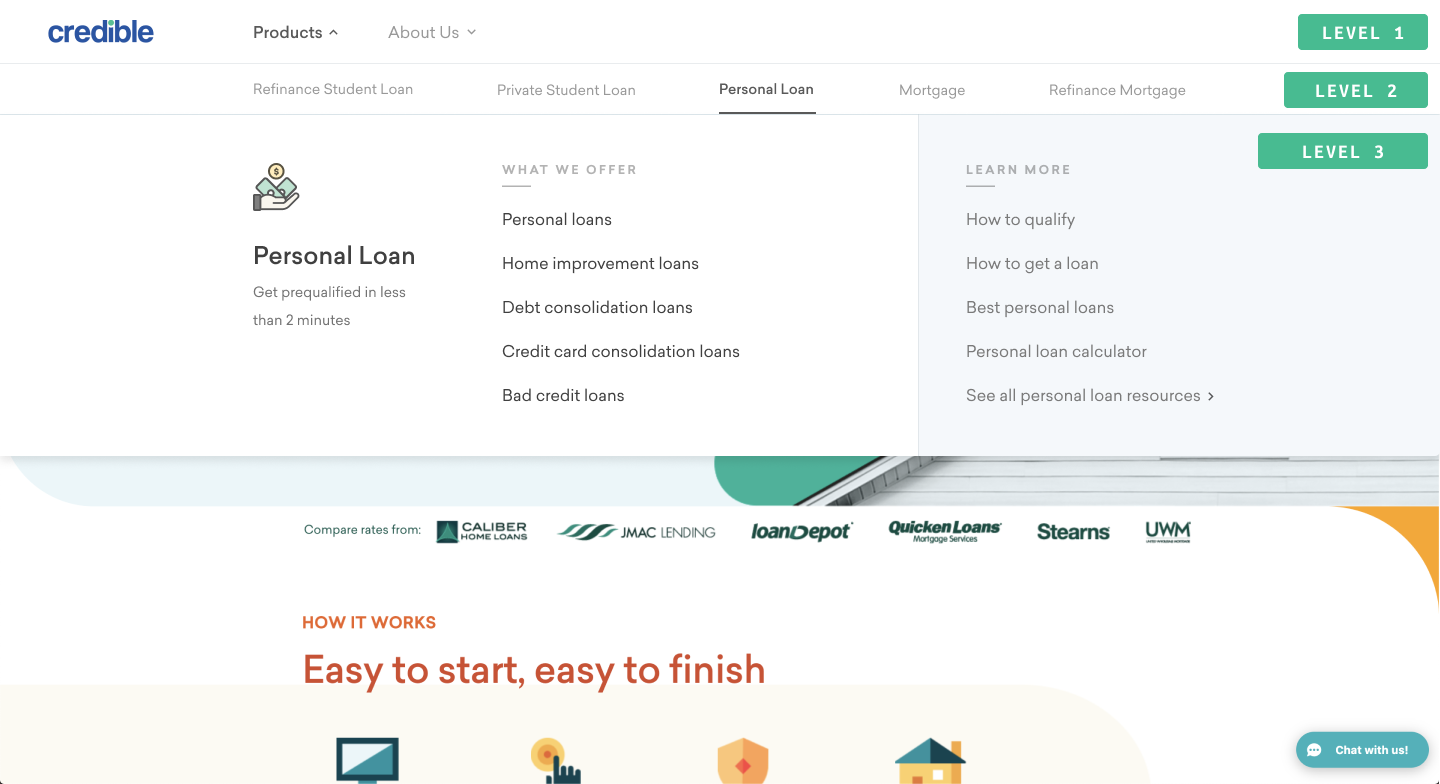 credible
Products
About Us
LEVEL 1
Refinance Student Loan
Private Student Loan
Personal Loan
Mortgage
Refinance Mortgage
LEVEL 2
LEVEL 3
$
Personal Loan
Get prequalified in less
than 2 minutes
WHAT WE OFFER
Personal loans
Home improvement loans
Debt consolidation loans
Credit card consolidation loans
Bad credit loans
LEARN MORE
How to qualify
How to get a loan
Best personal loans
Personal loan calculator
See all personal loan resources
Compare rates from:
CALIBER
HOME LOANS
JMAC LENDING
loanDepot
Quicken Loans
Mortgage Services
Stearns
UWM
HOW IT WORKS
Easy to start, easy to finish
Chat with us!